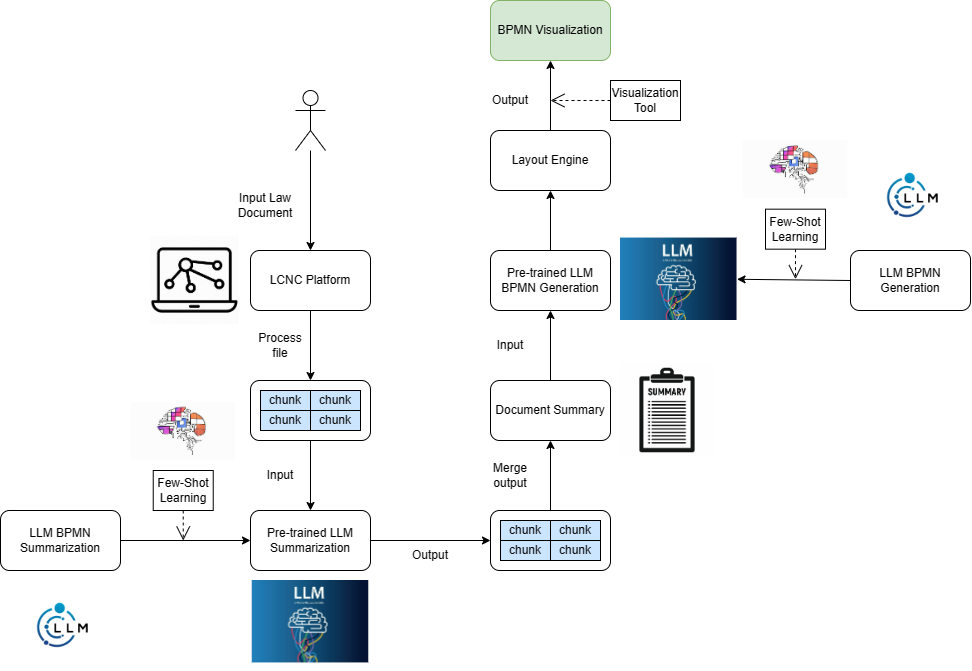 BPMN Visualization
Output
Visualization
Tool
Layout Engine
Input Law
Document
Few-Shot
Learning
LLM
LCNC Platform
Pre-trained LLM
BPMN Generation
LLM
LLM BPMN
Generation
Process
file
Input
chunk chunk
chunk chunk
Document Summary
SUMMARY
Input
Merge
output
Few-Shot
Learning
LLM BPMN
Summarization
Pre-trained LLM
Summarization
Output
chunk chunk
chunk chunk
LLM
LLM